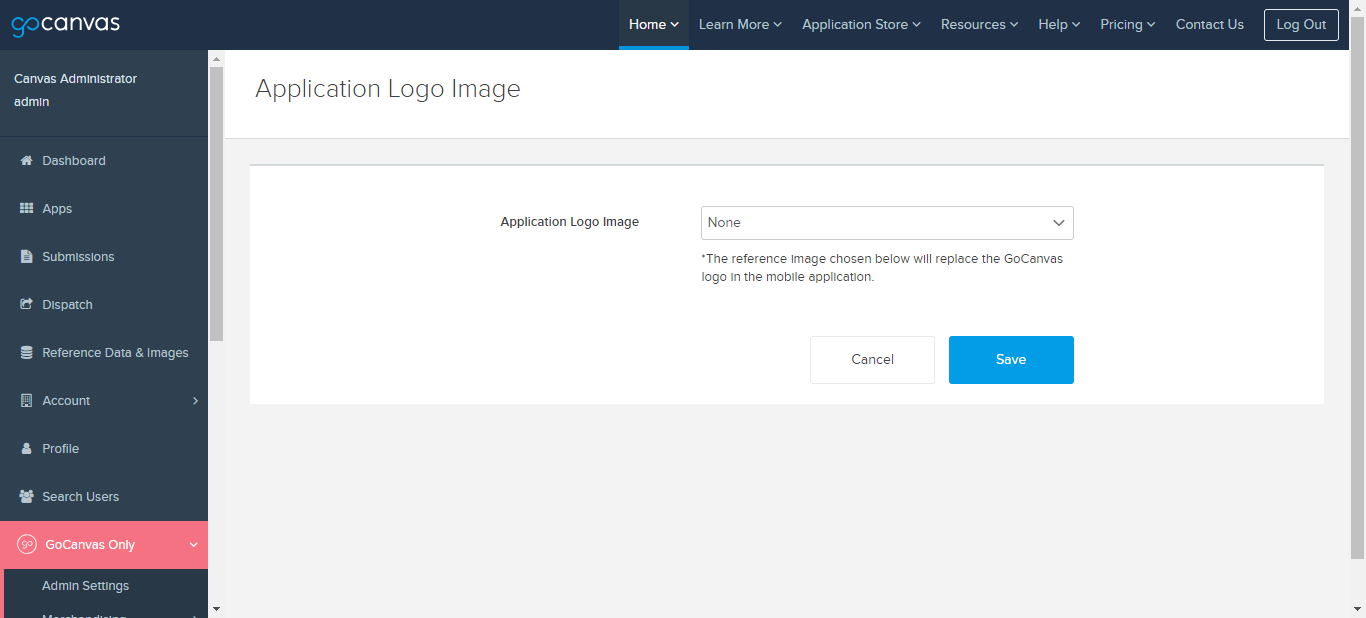 gocanvas
Home
Learn More
Application Store
Resources
Help
Pricing
Contact Us
Log Out
Canvas Administrator
admin
Dashboard
Apps
Submissions
Dispatch
Reference Data & Images
Account
Profile
Search Users
go GoCanvas Only
Admin Settings
Merchandising
Application Logo Image
Application Logo Image
None
*The reference image chosen below will replace the GoCanvas
logo in the mobile application.
Cancel
Save